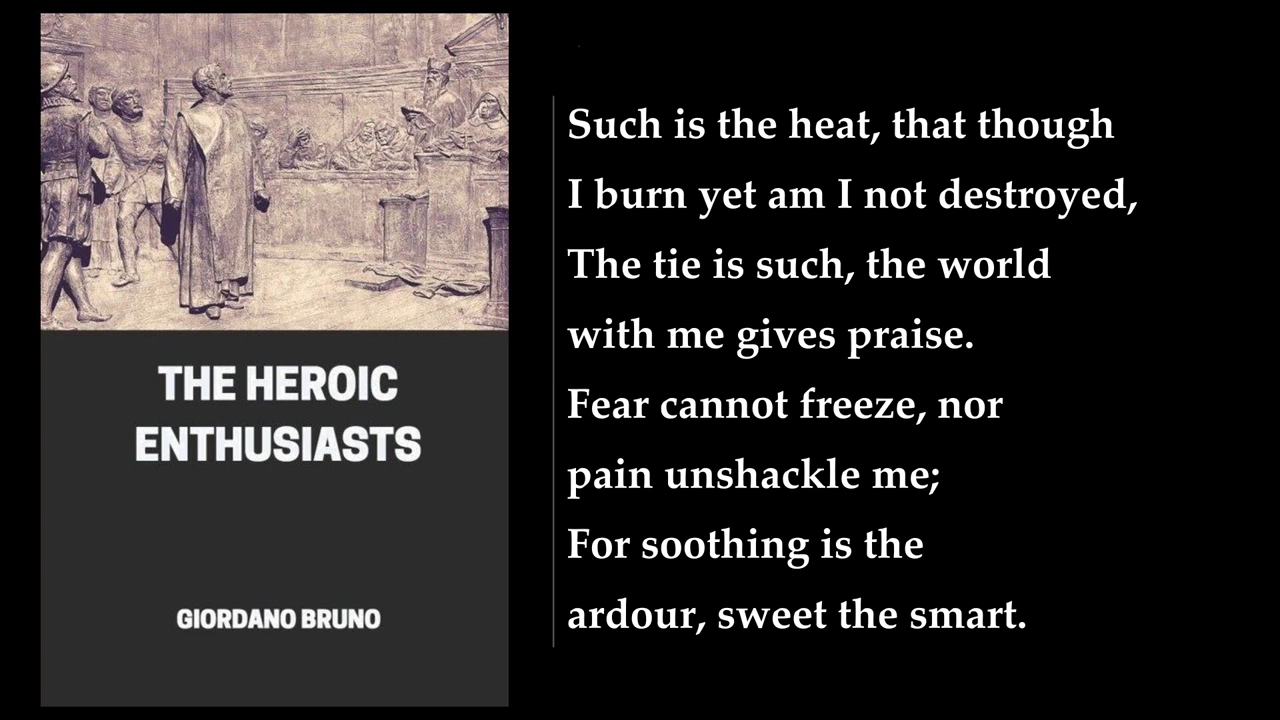 THE HEROIC
ENTHUSIASTS
GIORDANO BRUNO
Such is the heat, that though
I burn yet am I not destroyed,
The tie is such, the world
with me gives praise.
Fear cannot freeze, nor
pain unshackle me;
For soothing is the
ardour, sweet the smart.